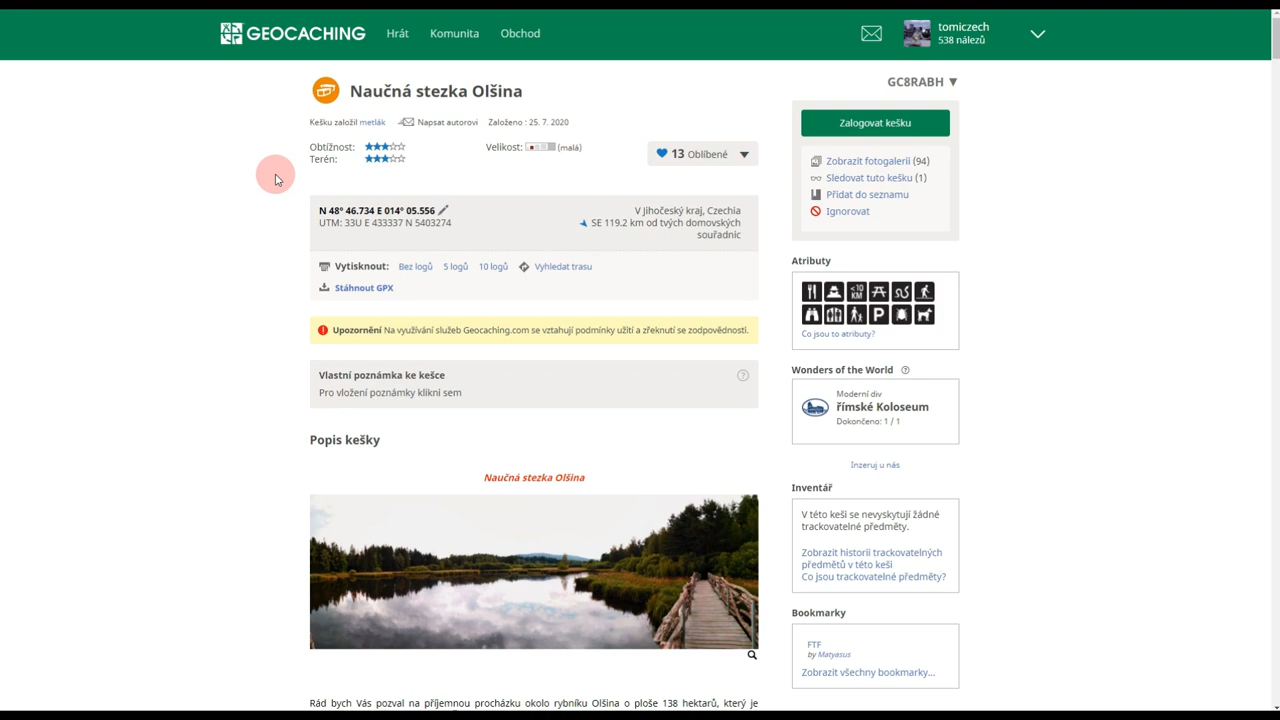 GEOCACHING
Hrát
Komunita
Obchod
tomiczech
538 nálezů
Naučná stezka Olšina
GC8RABH ▼
Kešku založil metlák
Napsat autorovi
Založeno : 25. 7. 2020
Obtížnost:
Terén:
Velikost: (malá)
13 Oblíbené
Zalogovat kešku
Zobrazit fotogalerii (94)
Sledovat tuto kešku (1)
Přidat do seznamu
Ignorovat
N 48° 46.734 E 014° 05.556
UTM: 33U E 433337 N 5403274
V Jihočeský kraj, Czechia
SE 119.2 km od tvých domovských
souřadnic
Vytisknout: Bez logů 5 logů 10 logů Vyhledat trasu
Stáhnout GPX
Upozornění Na využívání služeb Geocaching.com se vztahují podmínky užití a zřeknutí se zodpovědnosti.
Vlastní poznámka ke kešce
Pro vložení poznámky klikni sem
Popis kešky
Naučná stezka Olšina
Rád bych Vás pozval na příjemnou procházku okolo rybníku Olšina o ploše 138 hektarů, který je
Atributy
<10
KM
P
Co jsou to atributy?
Wonders of the World
Moderní div
římské Koloseum
Dokončeno: 1 / 1
Inzeruj u nás
Inventář
V této keši se nevyskytují žádné
trackovatelné předměty.
Zobrazit historii trackovatelných
předmětů v této keši
Co jsou trackovatelné předměty?
Bookmarky
FTF
by Matyasus
Zobrazit všechny bookmarky...